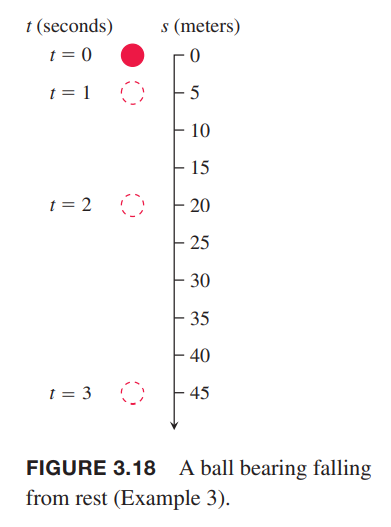 t (seconds) s (meters)
t = 0 0
t = 1 5
10
15
t = 2 20
25
30
35
40
t = 3 45
FIGURE 3.18 A ball bearing falling
from rest (Example 3).